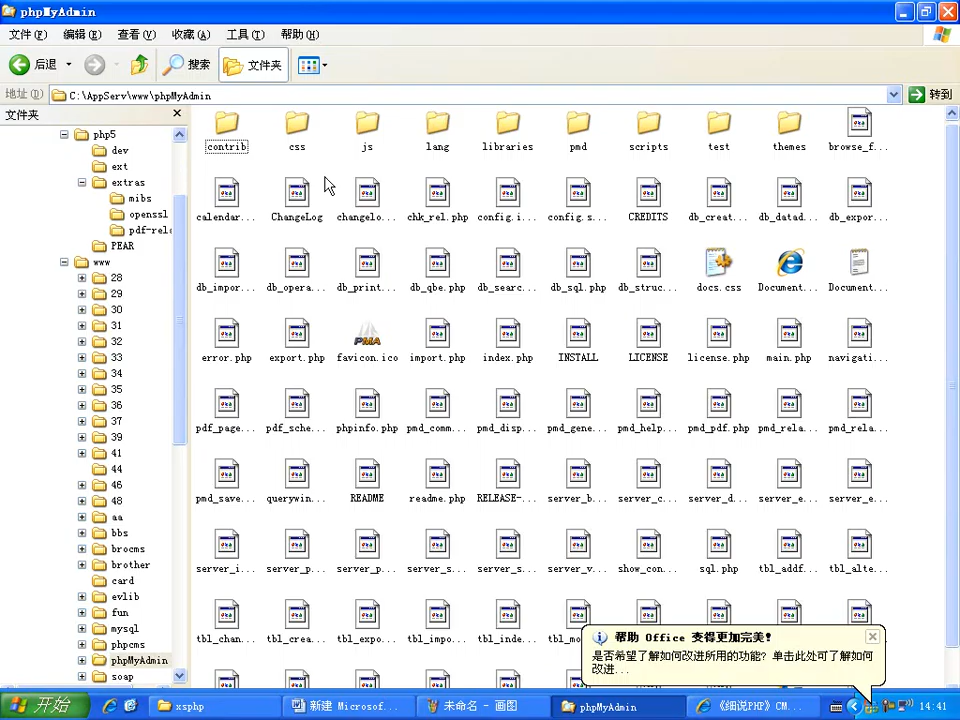 phpMyAdmin
文件(F) 编辑(E) 查看(V) 收藏(A) 工具(T) 帮助(H)
后退 搜索 文件夹
地址(D) C:\AppServ\www\phpMyAdmin 转到
文件夹
php5
dev
ext
extras
mibs
openssl
pdf-rela
PEAR
www
28
29
30
31
32
33
34
35
36
37
39
41
44
46
48
aa
bbs
brocms
brother
card
evlib
fun
mysql
phpcms
phpMyAdmin
soap
contrib css js lang libraries pmd scripts test themes browse_f...
calendar... ChangeLog changelo... chk_rel.php config.i... config.s... CREDITS db_creat... db_datad... db_expor...
db_impor... db_opera... db_print... db_qbe.php db_searc... db_sql.php db_struc... docs.css Document... Document...
error.php export.php favicon.ico import.php index.php INSTALL LICENSE license.php main.php navigati...
pdf_page... pdf_sche... phpinfo.php pmd_comm... pmd_disp... pmd_gene... pmd_help... pmd_pdf.php pmd_rela... pmd_rela...
pmd_save... querywin... README readme.php RELEASE-... server_b... server_c... server_d... server_e... server_e...
server_i... server_p... server_p... server_s... server_s... server_v... show_con... sql.php tbl_addf... tbl_alte...
tbl_chan... tbl_crea... tbl_expo... tbl_impo... tbl_inde... tbl_mo
帮助 Office 变得更加完美!
是否希望了解如何改进所用的功能? 单击此处可了解如何
改进...
开始 xsphp 新建 Microsof... 未命名 - 画图 phpMyAdmin 《细说PHP》CM... 14:41